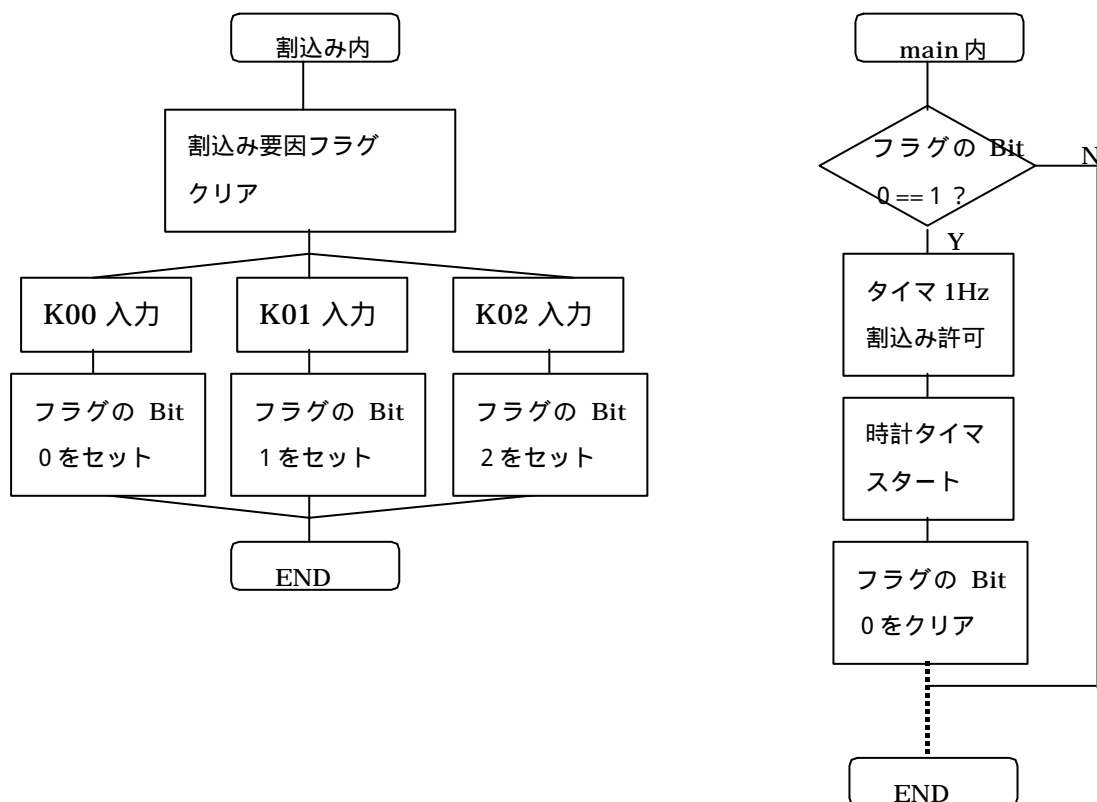 割込み内
割込み要因フラグ
クリア
K00 入力
K01 入力
K02 入力
フラグの Bit
0 をセット
フラグの Bit
1 をセット
フラグの Bit
2 をセット
END
main 内
フラグの Bit
0 == 1 ?
N
Y
タイマ 1Hz
割込み許可
時計タイマ
スタート
フラグの Bit
0 をクリア
END